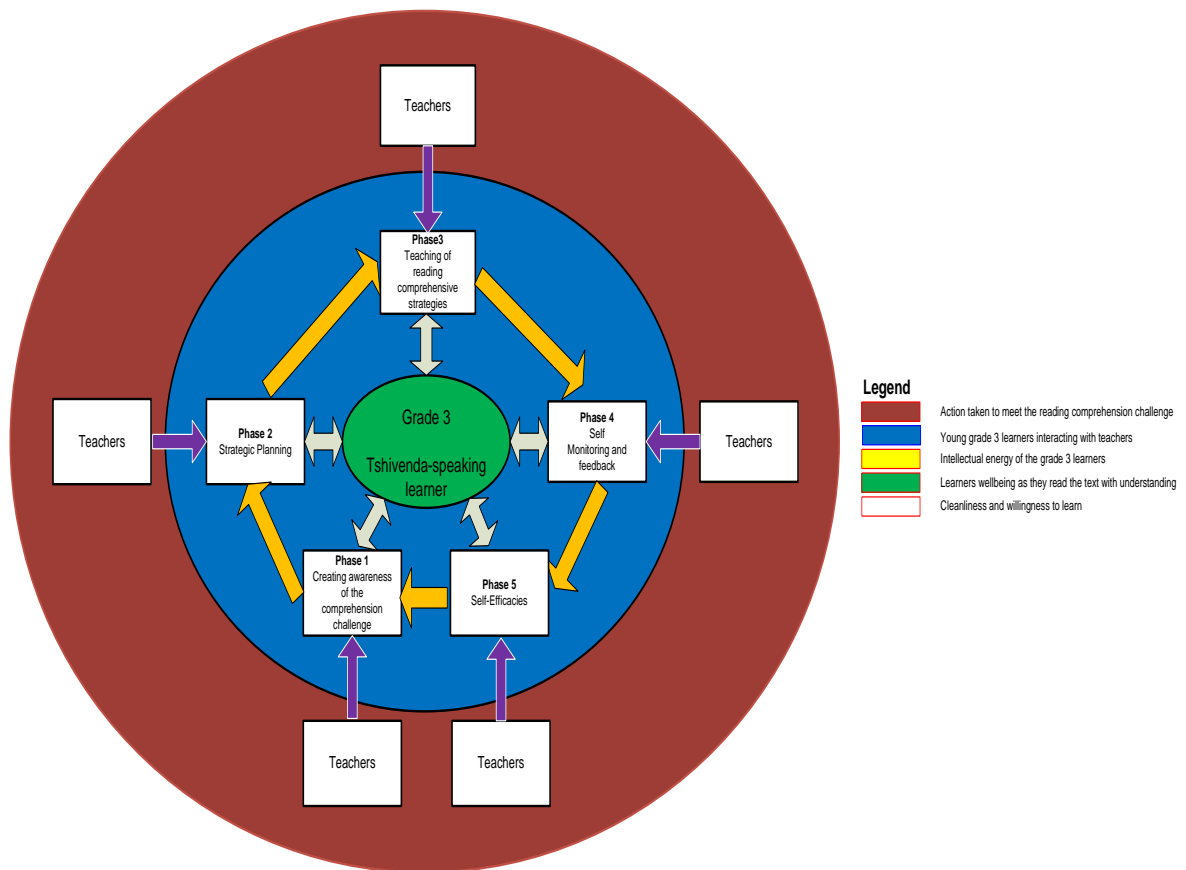 Teachers
Phase3
Teaching of
reading
comprehensive
strategies
Teachers
Phase 2
Strategic Planning
Grade 3
Tshivenda-speaking
learner
Phase 4
Self
Monitoring and
feedback
Teachers
Phase 1
Creating awareness
of the
comprehension
challenge
Phase 5
Self-Efficacies
Teachers
Teachers
Legend
Action taken to meet the reading comprehension challenge
Young grade 3 learners interacting with teachers
Intellectual energy of the grade 3 learners
Learners wellbeing as they read the text with understanding
Cleanliness and willingness to learn